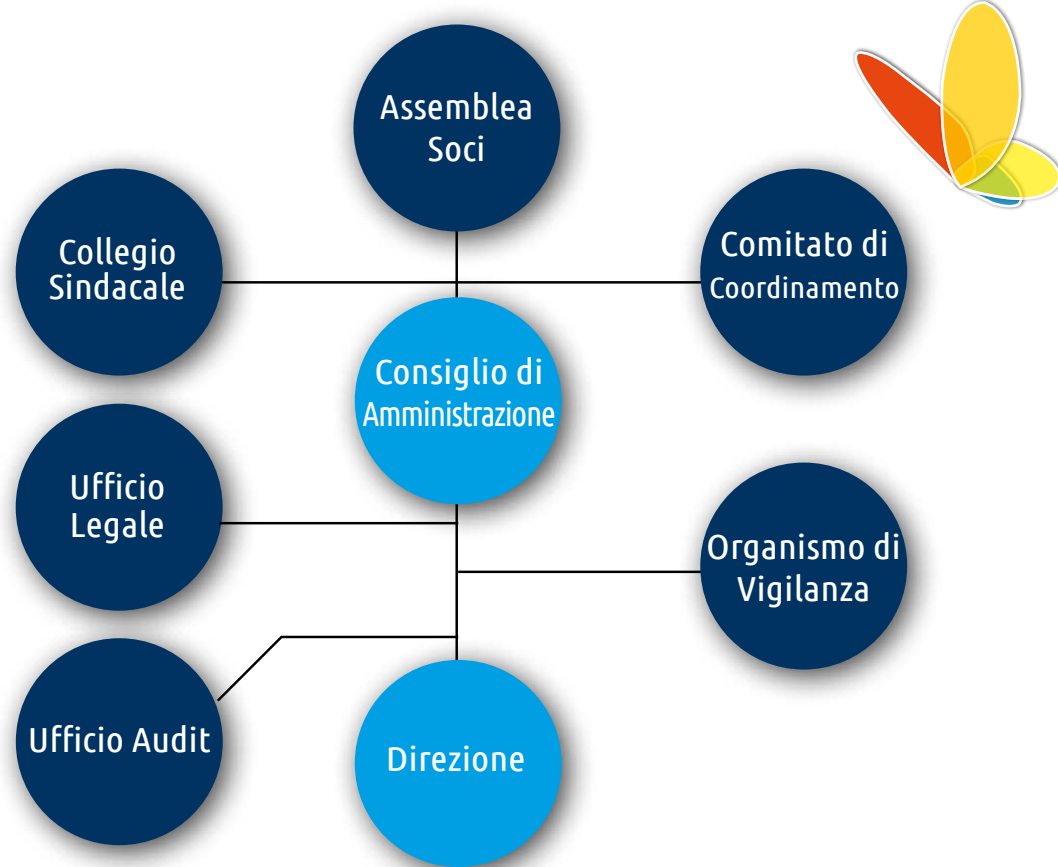 Assemblea
Soci
Collegio
Sindacale
Comitato di
Coordinamento
Consiglio di
Amministrazione
Ufficio
Legale
Organismo di
Vigilanza
Ufficio Audit
Direzione